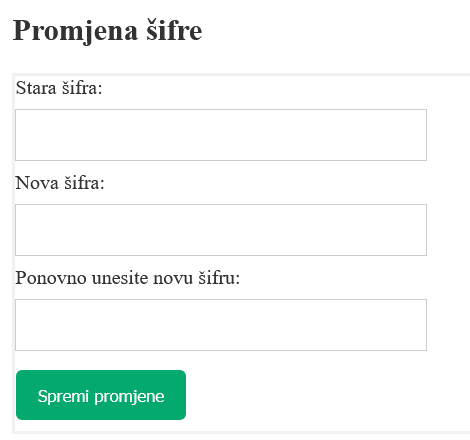 Promjena šifre
Stara šifra:
Nova šifra:
Ponovno unesite novu šifru:
Spremi promjene